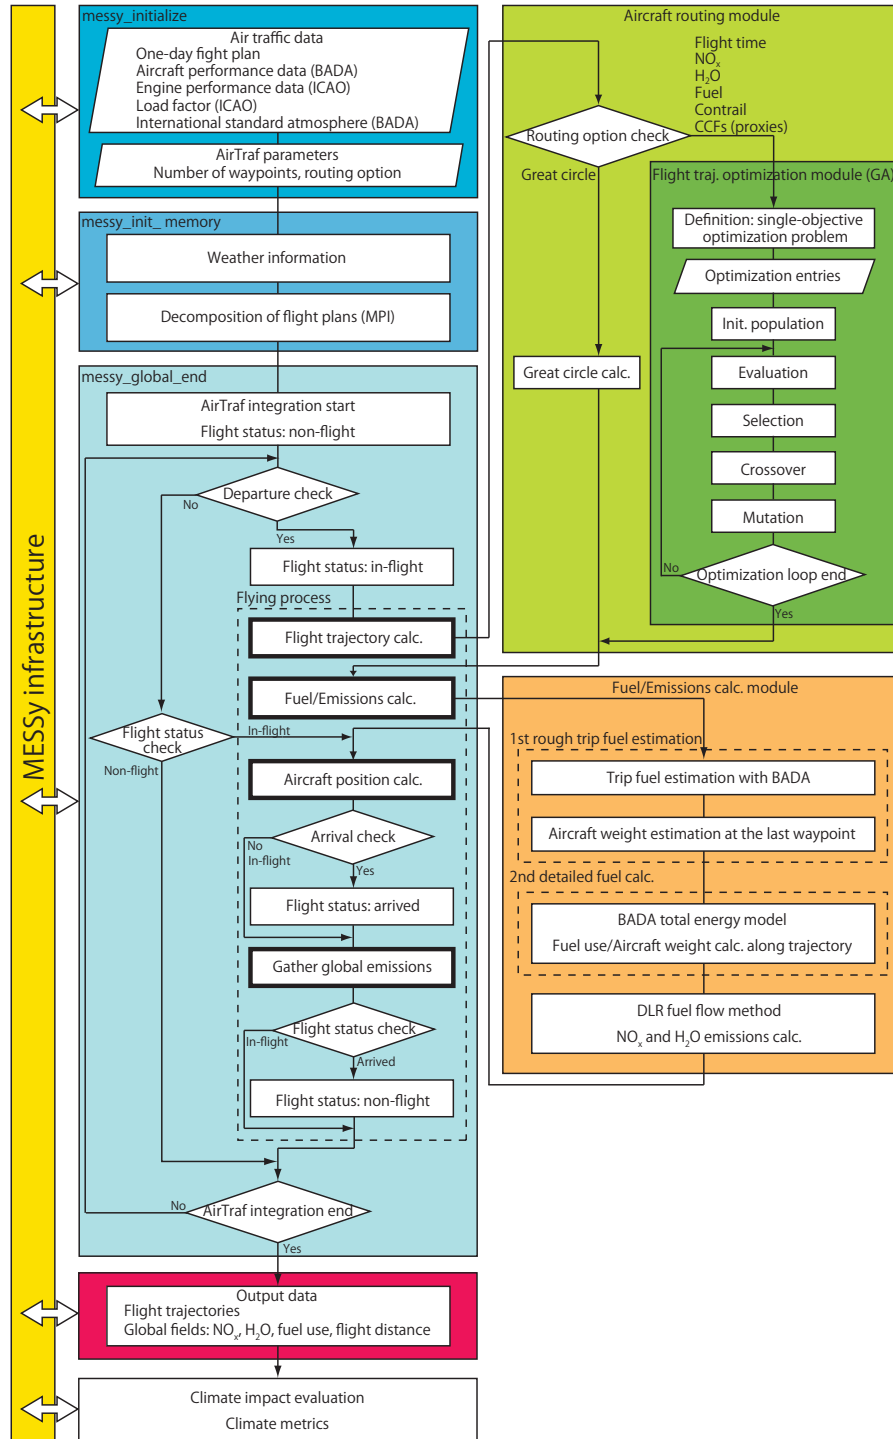 MESSy infrastructure
messy_initialize
Air traffic data
One-day fight plan
Aircraft performance data (BADA)
Engine performance data (ICAO)
Load factor (ICAO)
International standard atmosphere (BADA)
AirTraf parameters
Number of waypoints, routing option
messy_init_ memory
Weather information
Decomposition of flight plans (MPI)
messy_global_end
AirTraf integration start
Flight status: non-flight
Departure check
No
Yes
Flight status: in-flight
Flying process
Flight trajectory calc.
Fuel/Emissions calc.
Flight status
check
In-flight
Non-flight
Aircraft position calc.
Arrival check
No
In-flight
Yes
Flight status: arrived
Gather global emissions
Flight status check
In-flight
Arrived
Flight status: non-flight
No
AirTraf integration end
Yes
Output data
Flight trajectories
Global fields: NOx, H2O, fuel use, flight distance
Climate impact evaluation
Climate metrics
Aircraft routing module
Flight time
NOx
H2O
Fuel
Contrail
CCFs (proxies)
Routing option check
Great circle
Great circle calc.
Flight traj. optimization module (GA)
Definition: single-objective
optimization problem
Optimization entries
Init. population
Evaluation
Selection
Crossover
Mutation
No
Optimization loop end
Yes
Fuel/Emissions calc. module
1st rough trip fuel estimation
Trip fuel estimation with BADA
Aircraft weight estimation at the last waypoint
2nd detailed fuel calc.
BADA total energy model
Fuel use/Aircraft weight calc. along trajectory
DLR fuel flow method
NOx and H2O emissions calc.